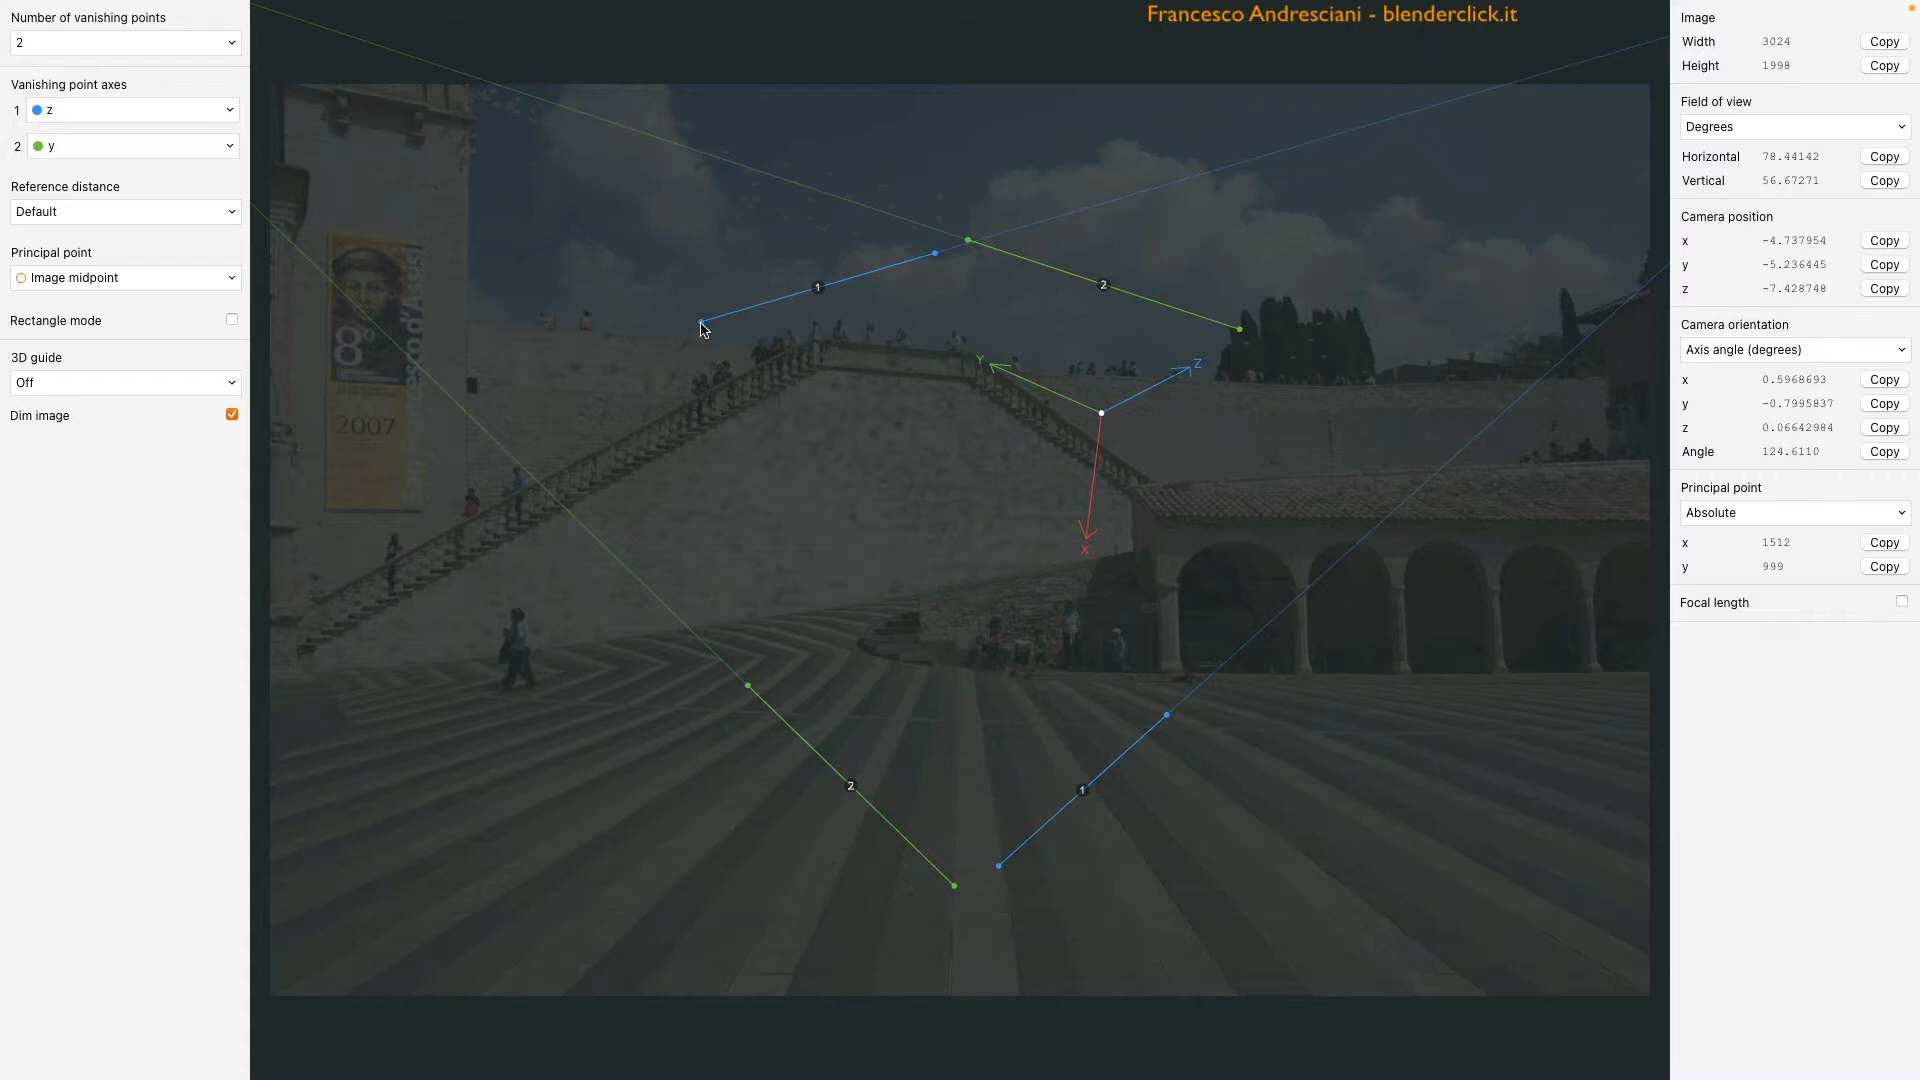 Francesco Andresciani - blenderclick.it
Number of vanishing points
2
Vanishing point axes
1 z
2 y
Reference distance
Default
Principal point
Image midpoint
Rectangle mode
3D guide
Off
Dim image
8°
San Francesco d'Assisi
2007
1
2
Y
Z
X
2
1
Image
Width 3024 Copy
Height 1998 Copy
Field of view
Degrees
Horizontal 78.44142 Copy
Vertical 56.67271 Copy
Camera position
x -4.737954 Copy
y -5.236445 Copy
z -7.428748 Copy
Camera orientation
Axis angle (degrees)
x 0.5968693 Copy
y -0.7995837 Copy
z 0.06642984 Copy
Angle 124.6110 Copy
Principal point
Absolute
x 1512 Copy
y 999 Copy
Focal length